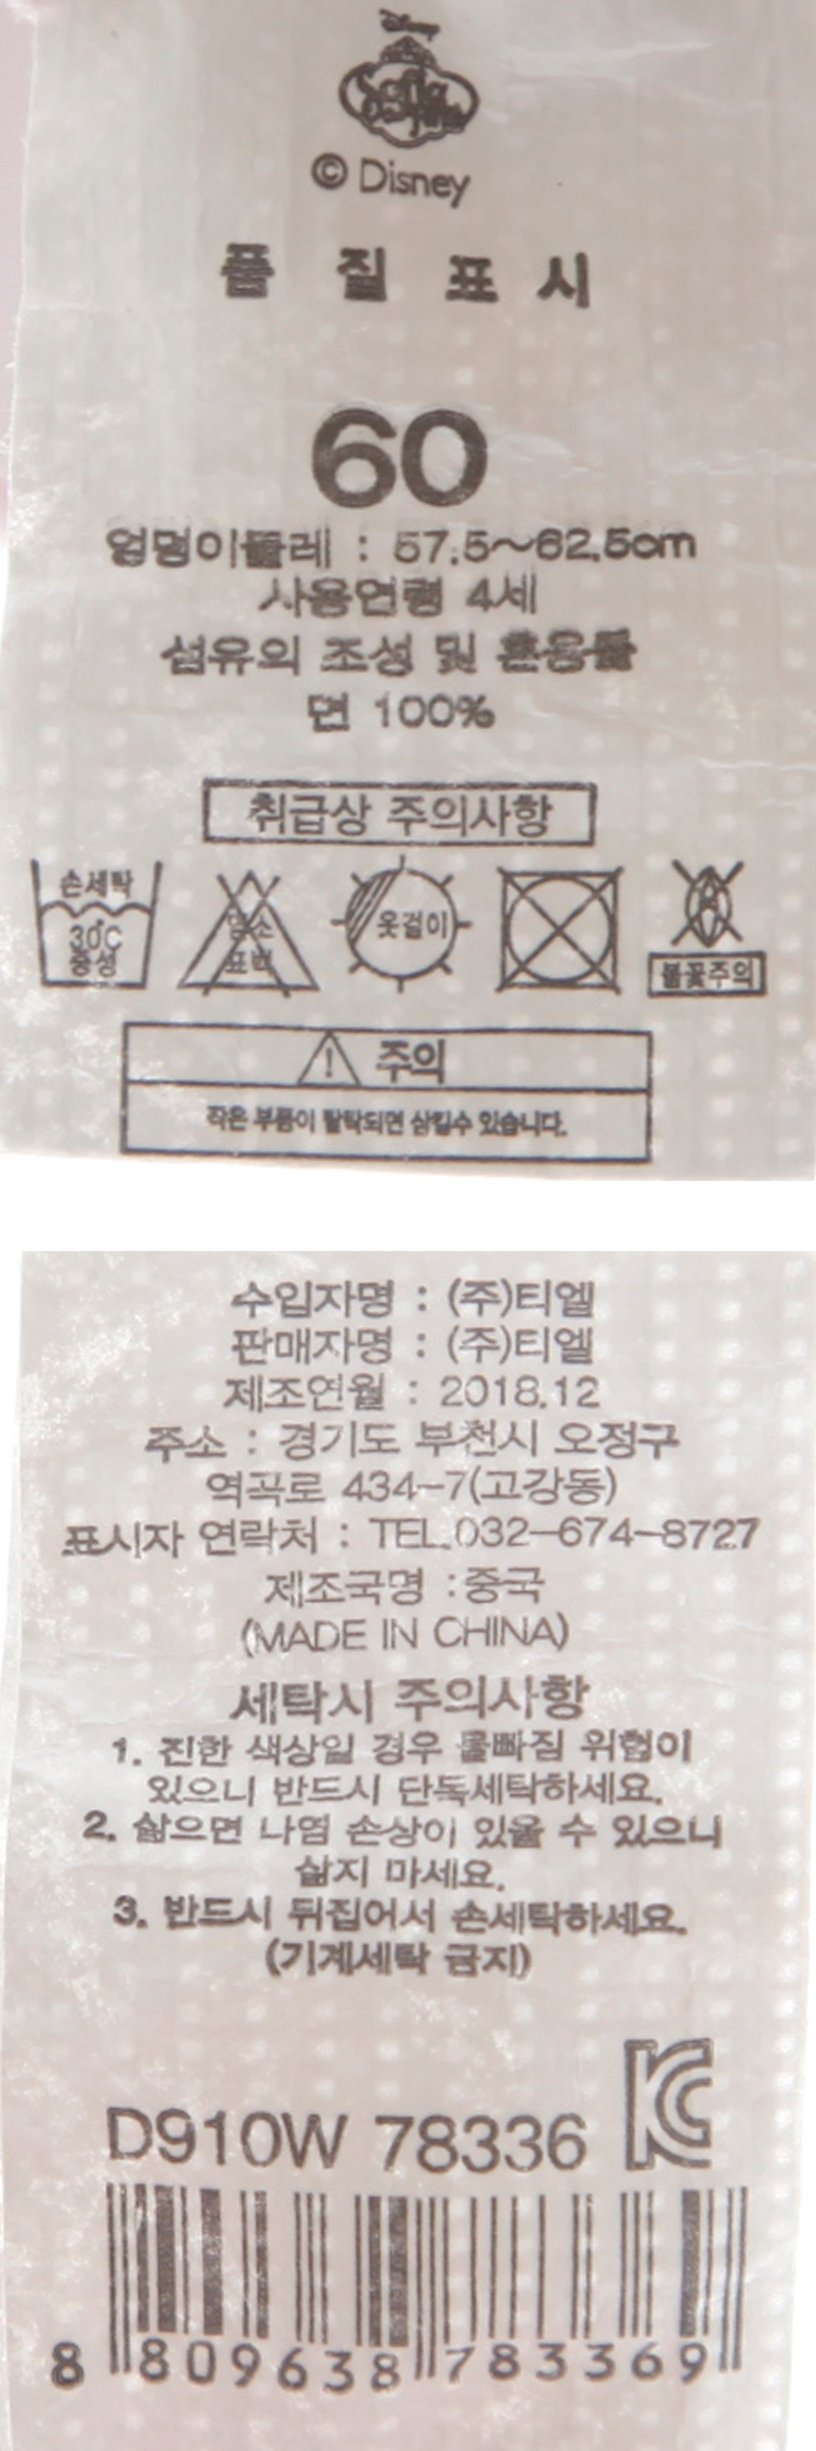 Disney
Sofia
© Disney
품 질 표 시
60
엉덩이둘레 : 57.5~62.5cm
사용연령 4세
섬유의 조성 및 혼용률
면 100%
취급상 주의사항
손세탁
30℃
중성
염소
표백
옷걸이
불꽃주의
주의
작은 부품이 탈락되면 삼킬수 있습니다.
수입자명 : (주)티엘
판매자명 : (주)티엘
제조연월 : 2018.12
주소 : 경기도 부천시 오정구
역곡로 434-7(고강동)
표시자 연락처 : TEL.032-674-8727
제조국명 :중국
(MADE IN CHINA)
세탁시 주의사항
1. 진한 색상일 경우 물빠짐 위험이
있으니 반드시 단독세탁하세요.
2. 삶으면 나염 손상이 있을 수 있으니
삶지 마세요.
3. 반드시 뒤집어서 손세탁하세요.
(기계세탁 금지)
D910W 78336
8 809638 783369